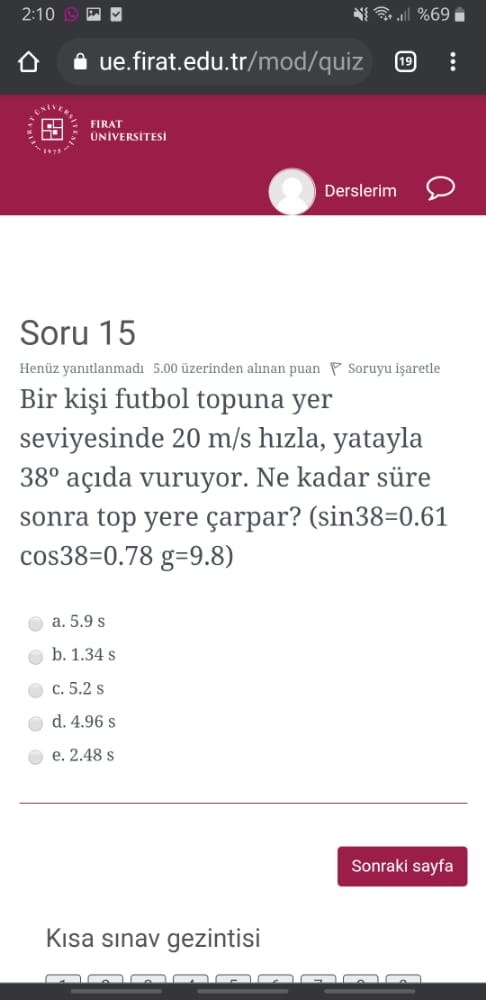 2:10 %69
ue.firat.edu.tr/mod/quiz 19
FIRAT
ÜNİVERSİTESİ
FIRAT ÜNİVERSİTESİ
1975
Derslerim
Soru 15
Henüz yanıtlanmadı 5.00 üzerinden alınan puan Soruyu işaretle
Bir kişi futbol topuna yer
seviyesinde 20 m/s hızla, yatayla
38º açıda vuruyor. Ne kadar süre
sonra top yere çarpar? (sin38=0.61
cos38=0.78 g=9.8)
a. 5.9 s
b. 1.34 s
c. 5.2 s
d. 4.96 s
e. 2.48 s
Sonraki sayfa
Kısa sınav gezintisi